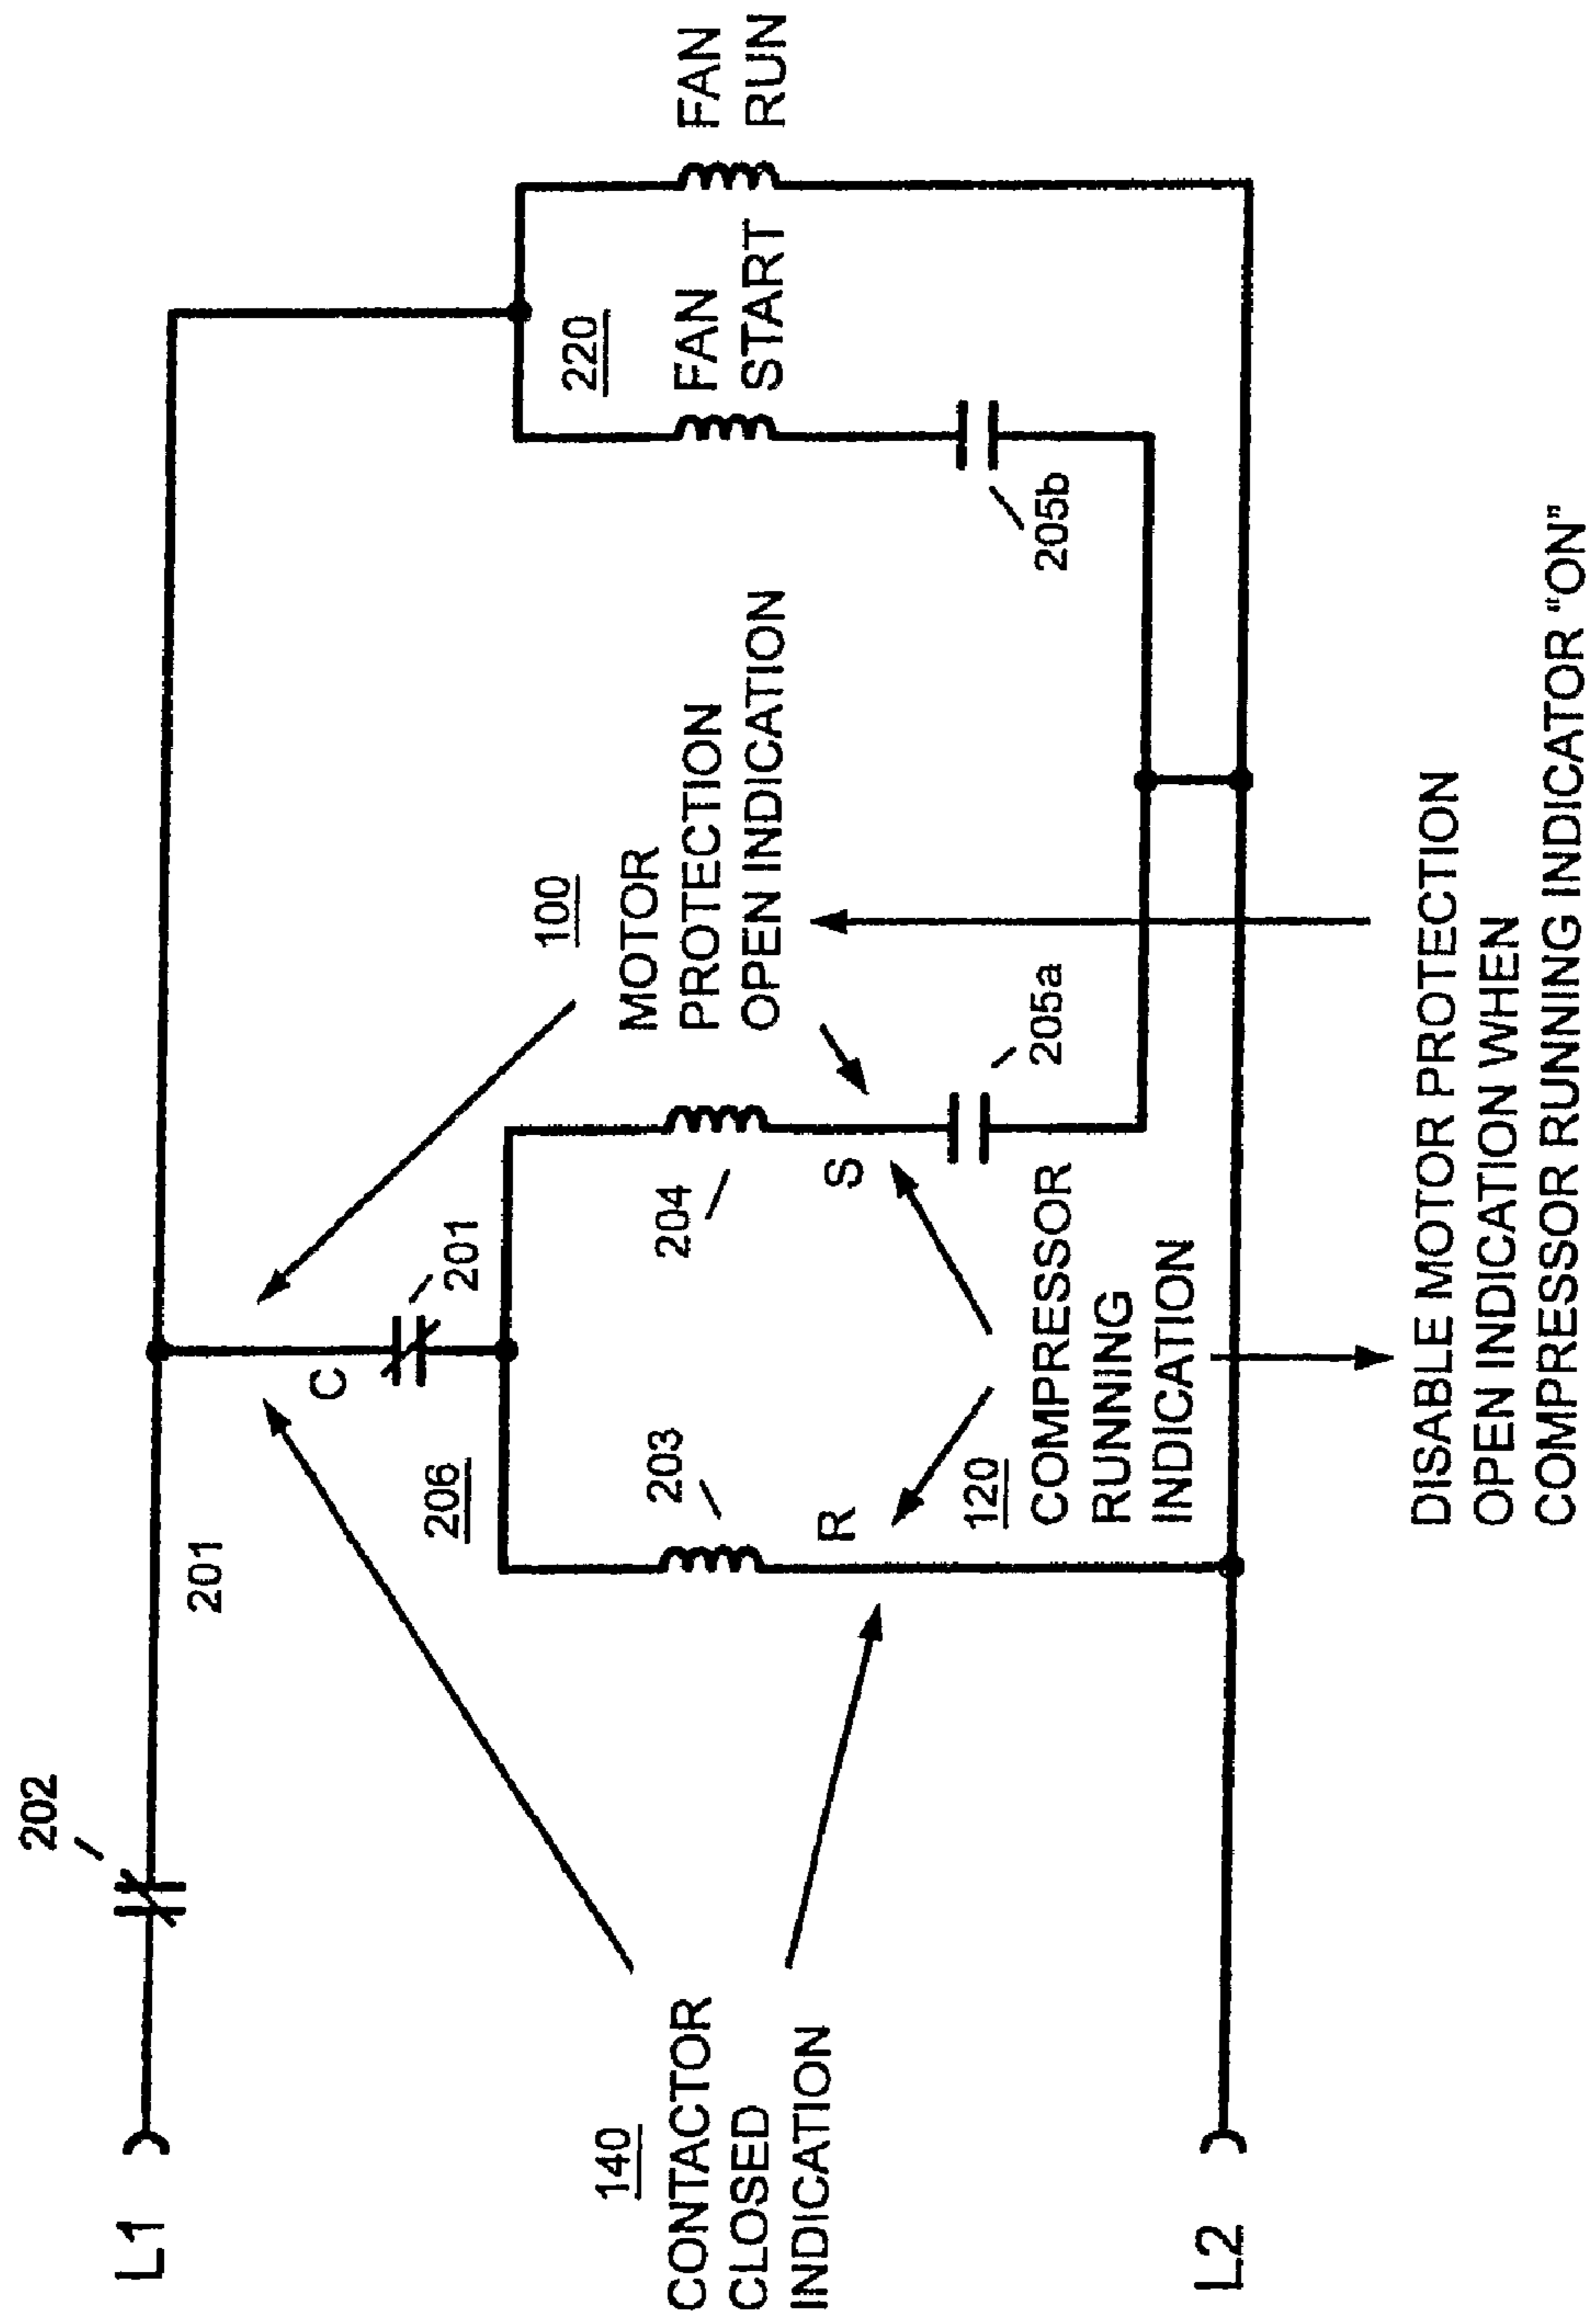 L1
202
201
C
201
206
203
R
204
S
205a
100
MOTOR
PROTECTION
OPEN INDICATION
140
CONTACTOR
CLOSED
INDICATION
120
COMPRESSOR
RUNNING
INDICATION
220
FAN
START
FAN
RUN
205b
L2
DISABLE MOTOR PROTECTION
OPEN INDICATION WHEN
COMPRESSOR RUNNING INDICATOR “ON”